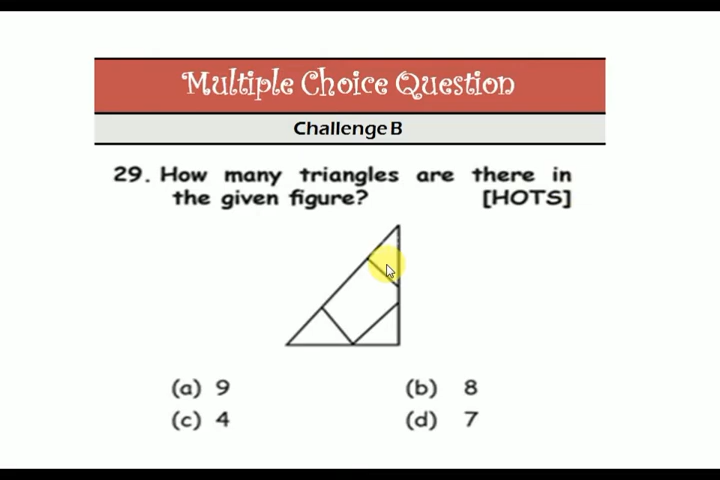 Multiple Choice Question
Challenge B
29. How many triangles are there in
the given figure? [HOTS]
(a) 9 (b) 8
(c) 4 (d) 7